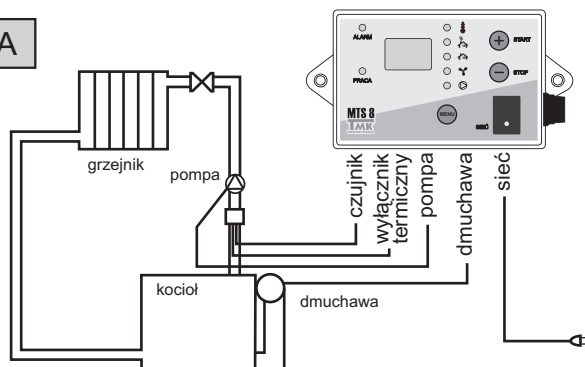 A
ALARM
START
PRACA
STOP
MTS 8
TMK
MENU
SIEĆ
grzejnik
pompa
kocioł
dmuchawa
czujnik
wyłącznik
termiczny
pompa
dmuchawa
sieć